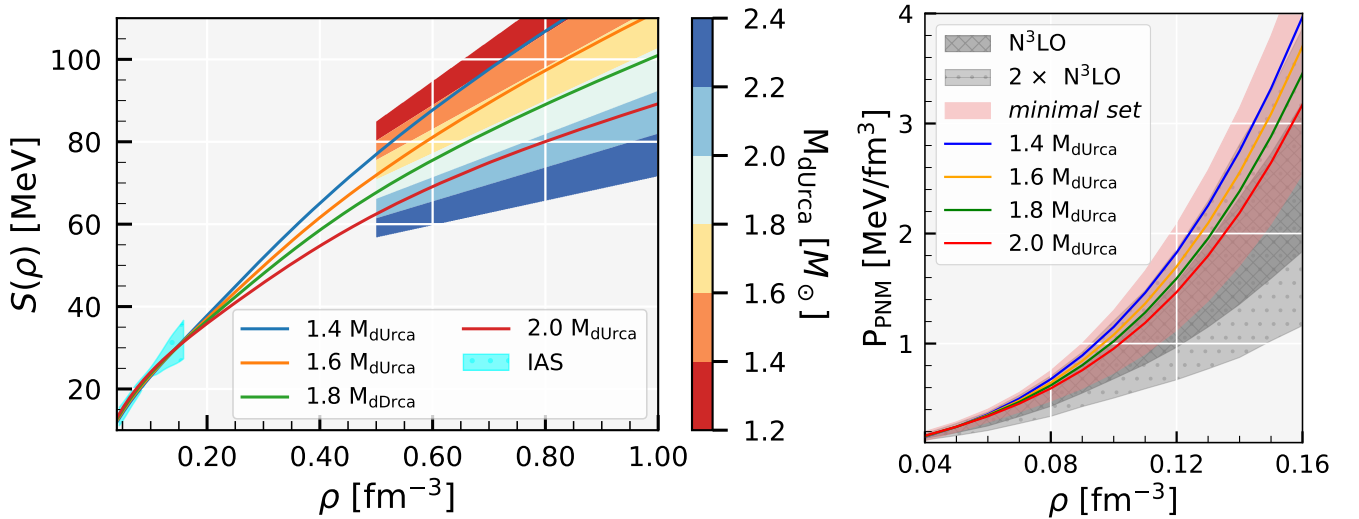 S(ρ) [MeV]
100
80
60
40
20
0.20 0.40 0.60 0.80 1.00
ρ [fm⁻³]
1.4 M_dUrca
1.6 M_dUrca
1.8 M_dDrca
2.0 M_dUrca
IAS
2.4
2.2
2.0
1.8
1.6
1.4
1.2
M_dUrca [M_⊙]
P_PNM [MeV/fm³]
4
3
2
1
0.04 0.08 0.12 0.16
ρ [fm⁻³]
N³LO
2 × N³LO
minimal set
1.4 M_dUrca
1.6 M_dUrca
1.8 M_dUrca
2.0 M_dUrca